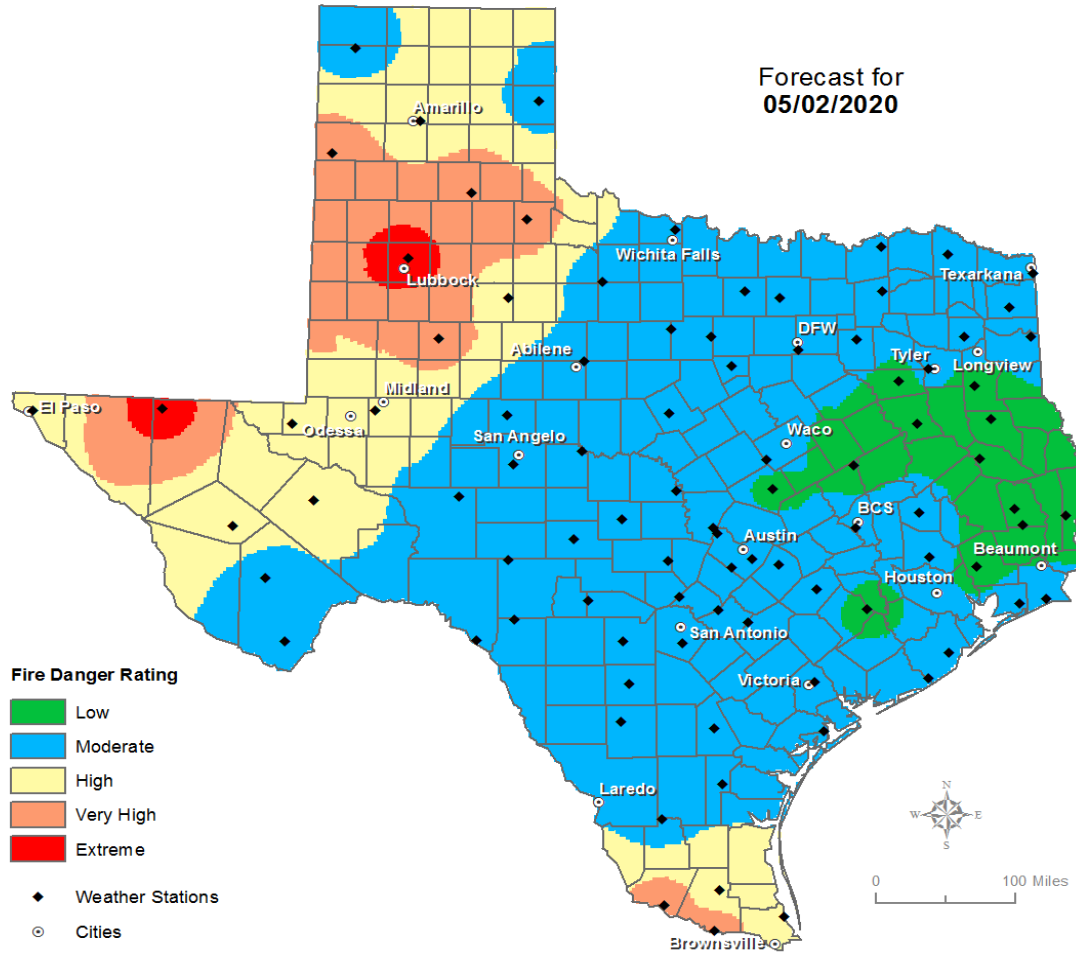 Forecast for
05/02/2020
Amarillo
Lubbock
Wichita Falls
Texarkana
DFW
Abilene
Tyler
Longview
Midland
El Paso
Odessa
San Angelo
Waco
BCS
Austin
Beaumont
Houston
San Antonio
Victoria
Laredo
Brownsville
Fire Danger Rating
Low
Moderate
High
Very High
Extreme
Weather Stations
Cities
N
W E
S
0 100 Miles